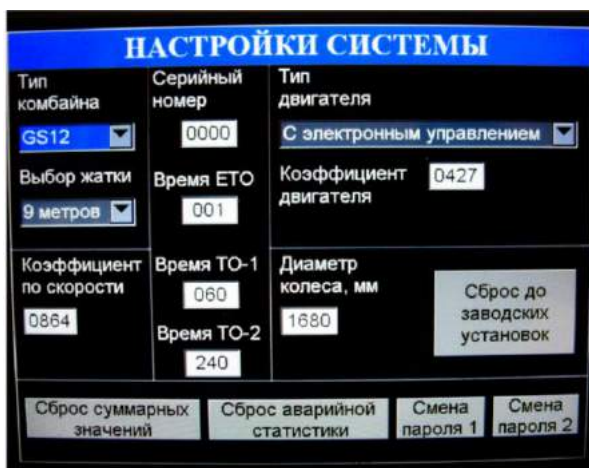 НАСТРОЙКИ СИСТЕМЫ
Тип
комбайна
GS12
Выбор жатки
9 метров
Коэффициент
по скорости
0864
Серийный
номер
0000
Время ЕТО
001
Время ТО-1
060
Время ТО-2
240
Тип
двигателя
С электронным управлением
Коэффициент
двигателя
0427
Диаметр
колеса, мм
1680
Сброс до
заводских
установок
Сброс суммарных
значений
Сброс аварийной
статистики
Смена
пароля 1
Смена
пароля 2